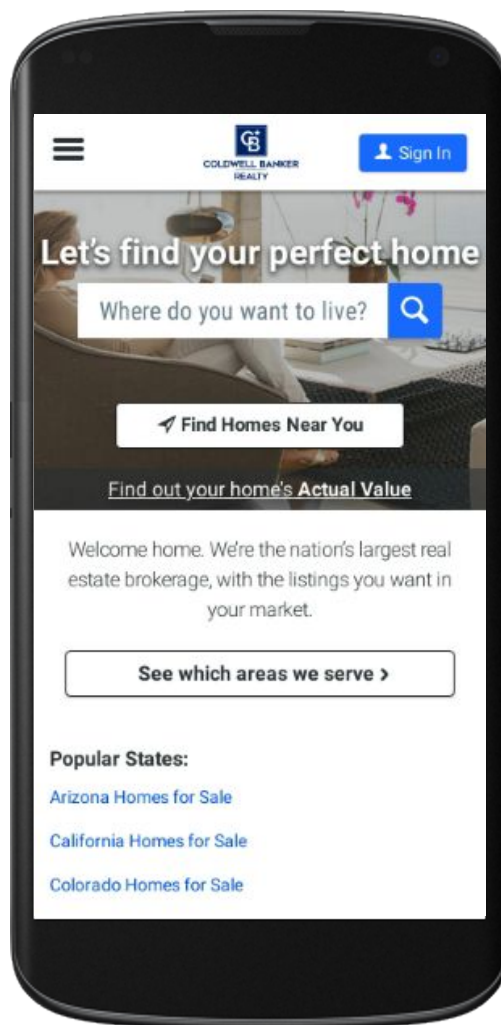 CB
COLDWELL BANKER
REALTY
Sign In
Let's find your perfect home
Where do you want to live?
Find Homes Near You
Find out your home's Actual Value
Welcome home. We're the nation's largest real
estate brokerage, with the listings you want in
your market.
See which areas we serve >
Popular States:
Arizona Homes for Sale
California Homes for Sale
Colorado Homes for Sale